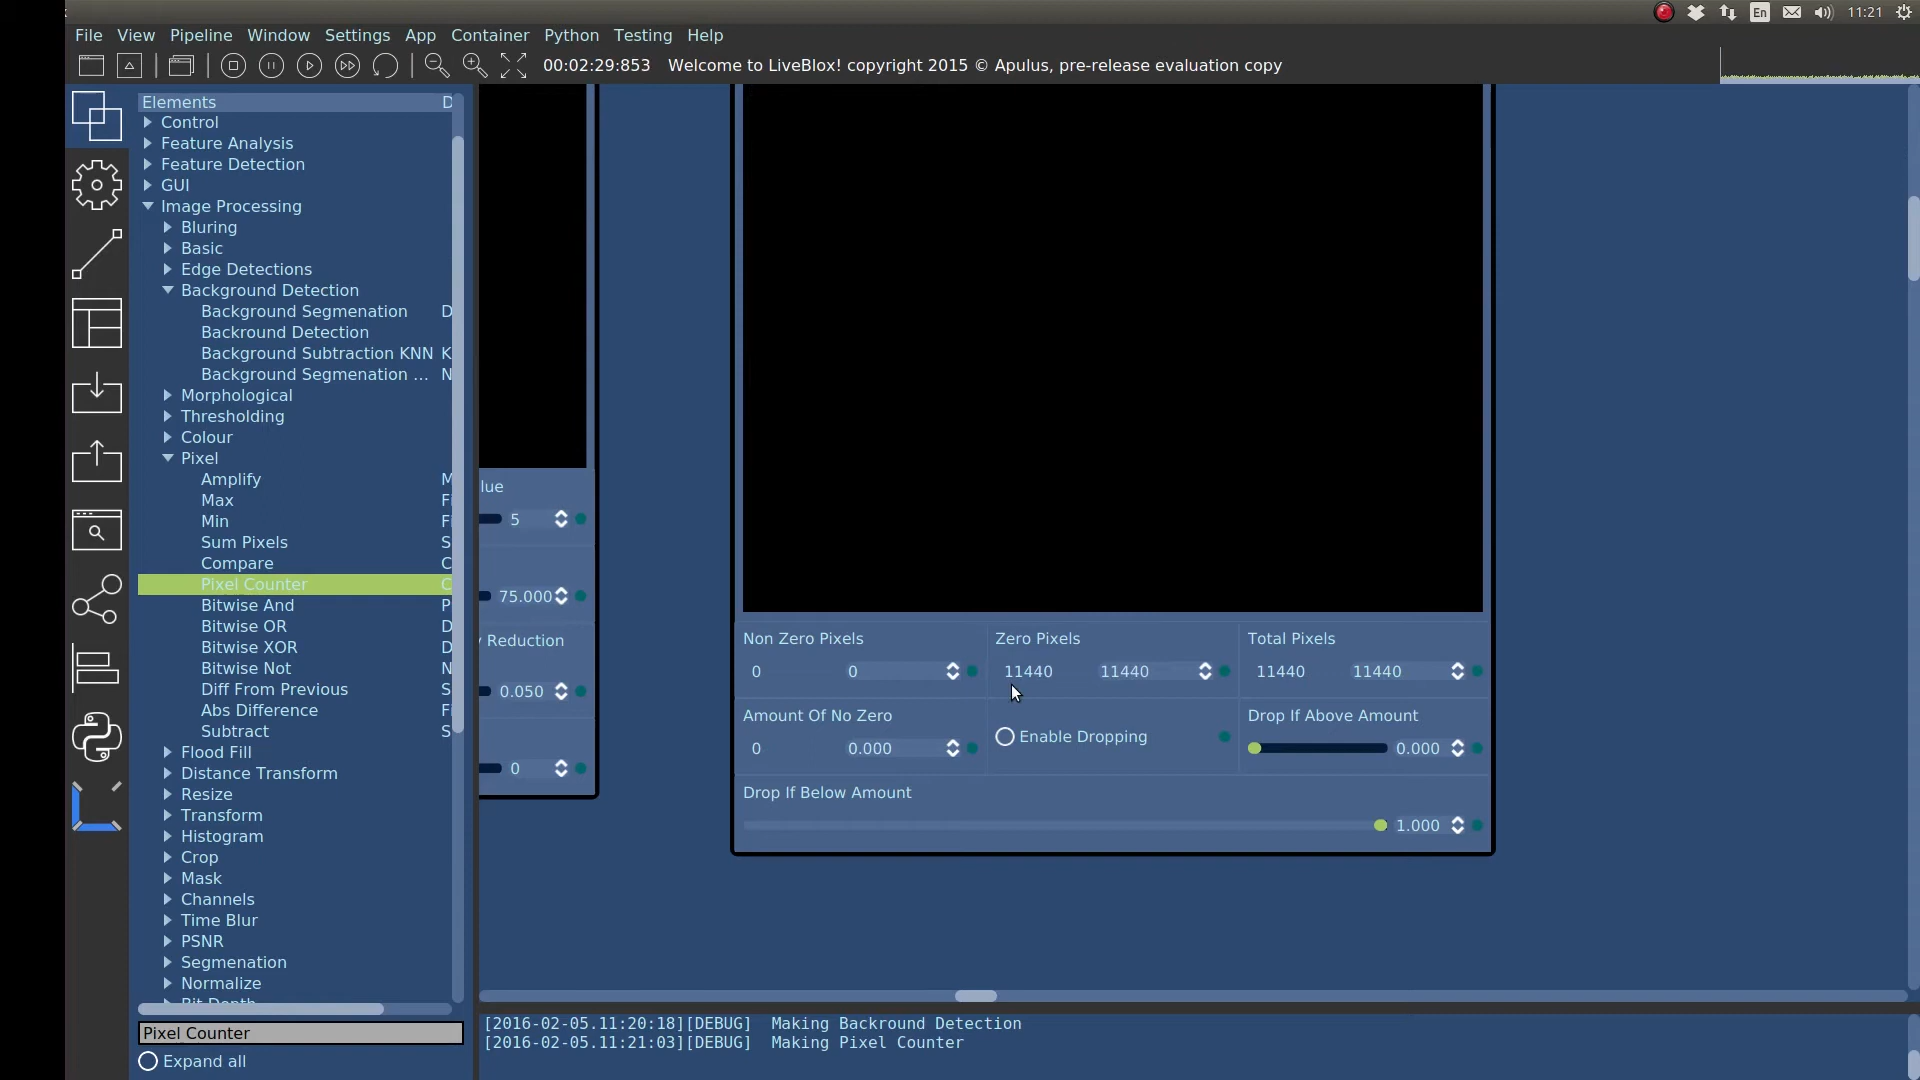 En 11:21
File View Pipeline Window Settings App Container Python Testing Help
00:02:29:853 Welcome to LiveBlox! copyright 2015 © Apulus, pre-release evaluation copy
Elements D
Control
Feature Analysis
Feature Detection
GUI
Image Processing
Bluring
Basic
Edge Detections
Background Detection
Background Segmenation D
Backround Detection
Background Subtraction KNN K
Background Segmenation ... N
Morphological
Thresholding
Colour
Pixel
Amplify M
Max Fi
Min Fi
Sum Pixels S
Compare C
Pixel Counter C
Bitwise And P
Bitwise OR D
Bitwise XOR D
Bitwise Not N
Diff From Previous S
Abs Difference Fi
Subtract S
Flood Fill
Distance Transform
Resize
Transform
Histogram
Crop
Mask
Channels
Time Blur
PSNR
Segmenation
Normalize
Bit Depth
Pixel Counter
Expand all
lue
5
75.000
y Reduction
0.050
0
Non Zero Pixels Zero Pixels Total Pixels
0 0 11440 11440 11440 11440
Amount Of No Zero Enable Dropping Drop If Above Amount
0 0.000 0.000
Drop If Below Amount
1.000
[2016-02-05.11:20:18][DEBUG] Making Backround Detection
[2016-02-05.11:21:03][DEBUG] Making Pixel Counter